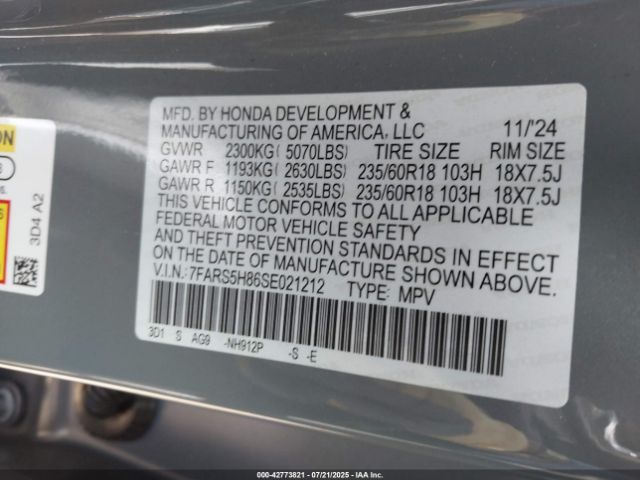 MFD. BY HONDA DEVELOPMENT &
MANUFACTURING OF AMERICA, LLC 11/'24
GVWR 2300KG ( 5070LBS) TIRE SIZE RIM SIZE
GAWR F 1193KG ( 2630LBS) 235/60R18 103H 18X7.5J
GAWR R 1150KG ( 2535LBS) 235/60R18 103H 18X7.5J
THIS VEHICLE CONFORMS TO ALL APPLICABLE
FEDERAL MOTOR VEHICLE SAFETY
AND THEFT PREVENTION STANDARDS IN EFFECT
ON THE DATE OF MANUFACTURE SHOWN ABOVE.
V.I.N.: 7FARS5H86SE021212 TYPE: MPV
3D1 S AG9 -NH912P -S -E
3D4 A2
000-42773821 07/21/2025 IAAI.COM